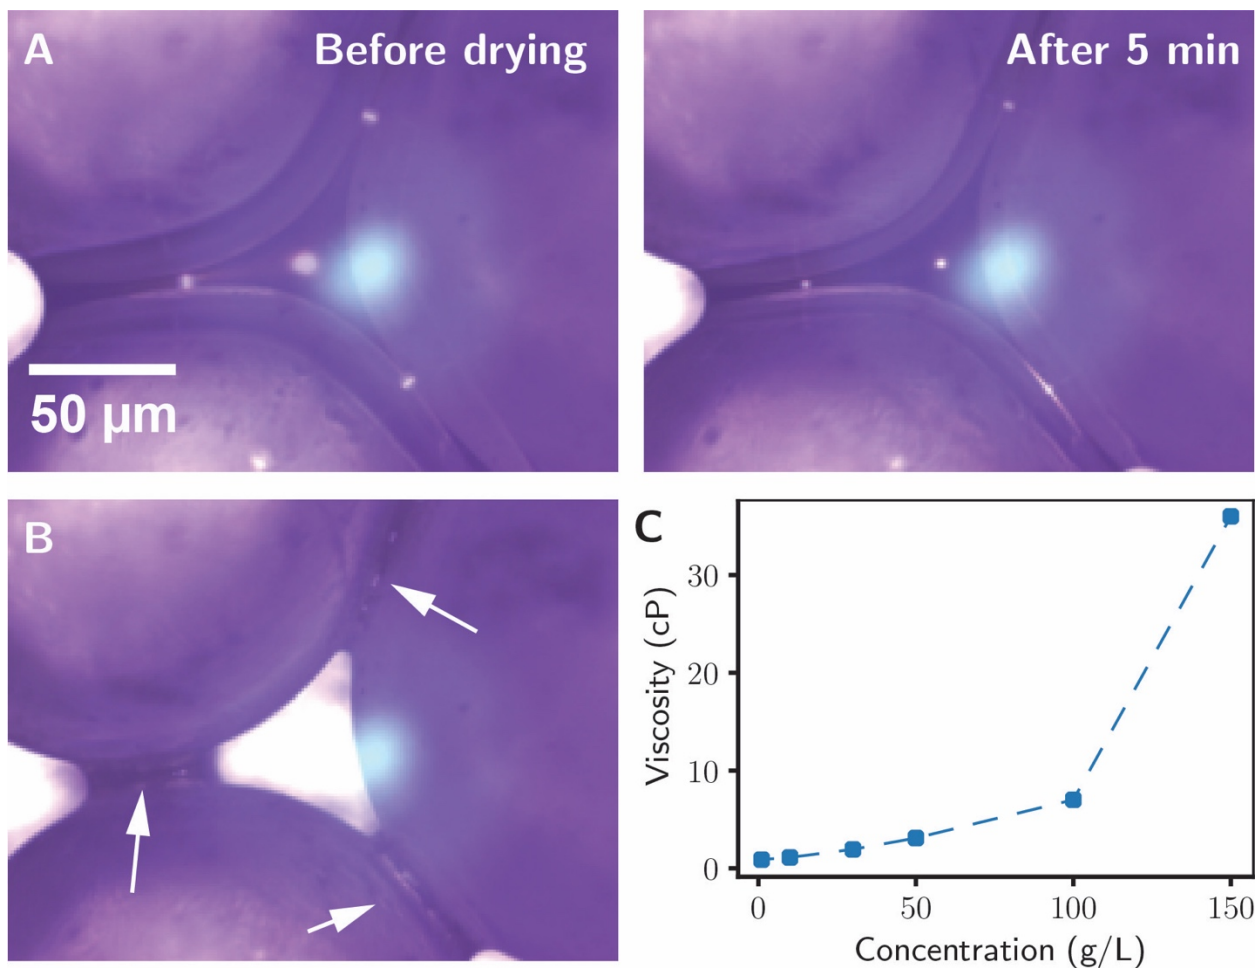 A
Before drying
After 5 min
50 μm
B
C
30
20
10
0
Viscosity (cP)
0
50
100
150
Concentration (g/L)